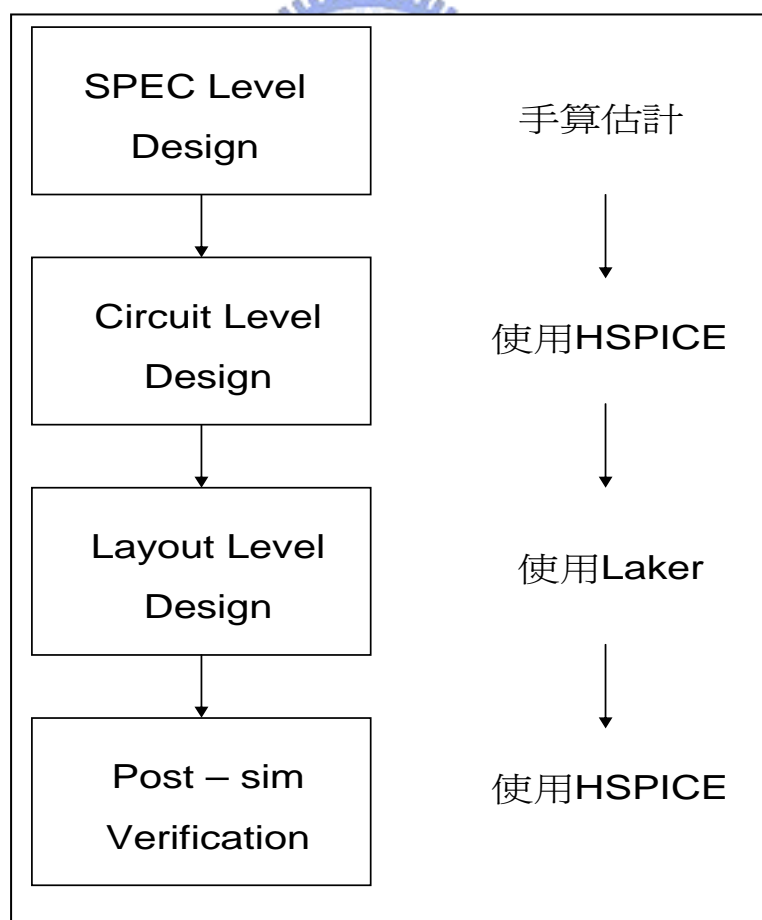 SPEC Level
Design
手算估計
Circuit Level
Design
使用HSPICE
Layout Level
Design
使用Laker
Post – sim
Verification
使用HSPICE